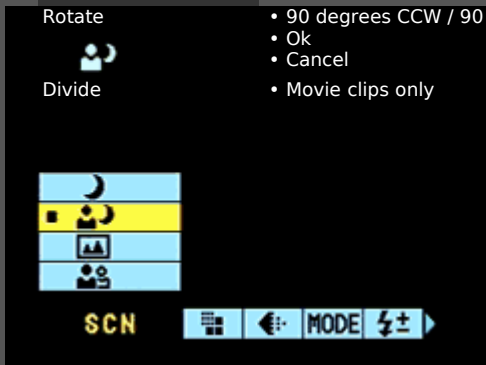 Rotate
• 90 degrees CCW / 90
• Ok
• Cancel
Divide
• Movie clips only
SCN
MODE